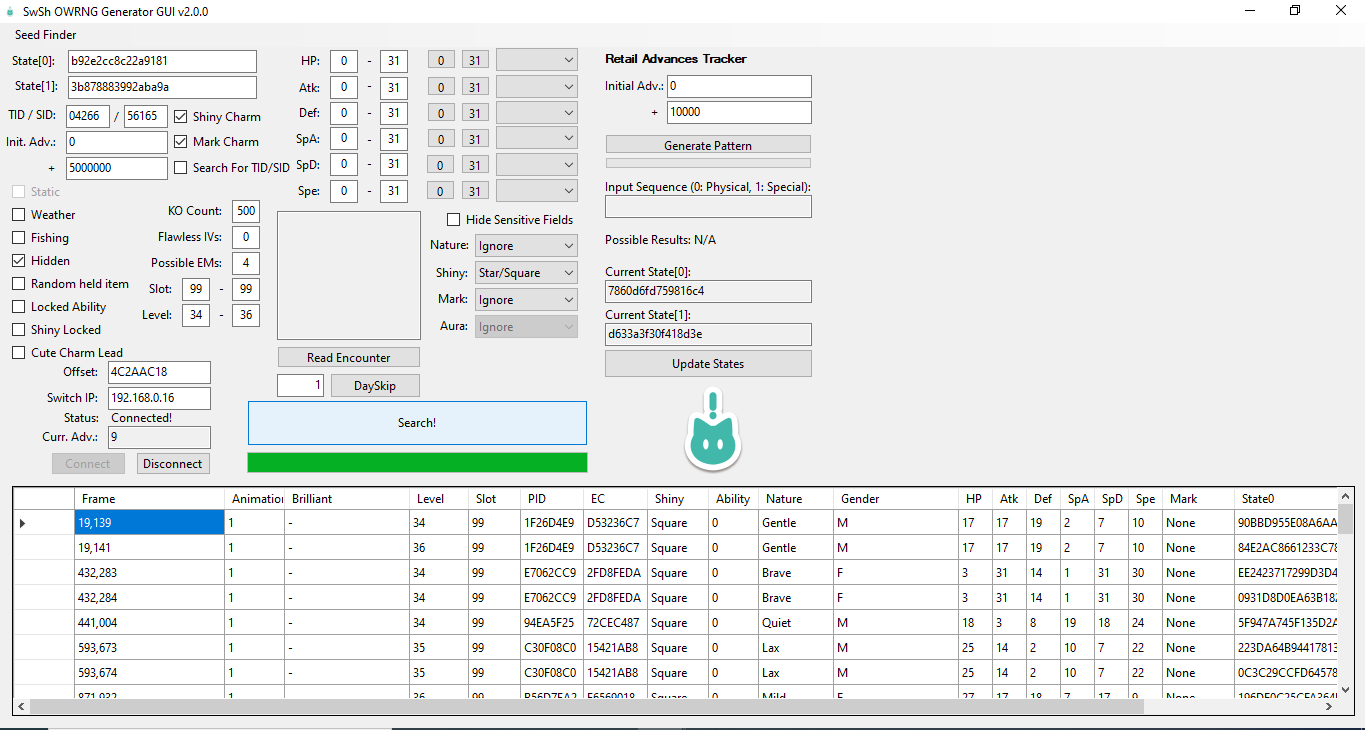 SwSh OWRNG Generator GUI v2.0.0
Seed Finder
State[0]: b92e2cc8c22a9181
State[1]: 3b878883992aba9a
TID / SID: 04266 / 56165 Shiny Charm
Init. Adv.: 0 Mark Charm
+ 5000000 Search For TID/SID
Static
Weather KO Count: 500
Fishing Flawless IVs: 0
Hidden Possible EMs: 4
Random held item Slot: 99 - 99
Locked Ability Level: 34 - 36
Shiny Locked
Cute Charm Lead
Offset: 4C2AAC18
Switch IP: 192.168.0.16
Status: Connected!
Curr. Adv.: 9
Connect Disconnect
HP: 0 - 31 0 31
Atk: 0 - 31 0 31
Def: 0 - 31 0 31
SpA: 0 - 31 0 31
SpD: 0 - 31 0 31
Spe: 0 - 31 0 31
Hide Sensitive Fields
Nature: Ignore
Shiny: Star/Square
Mark: Ignore
Aura: Ignore
Read Encounter
1 DaySkip
Search!
Retail Advances Tracker
Initial Adv.: 0
+ 10000
Generate Pattern
Input Sequence (0: Physical, 1: Special):
Possible Results: N/A
Current State[0]:
7860d6fd759816c4
Current State[1]:
d633a3f30f418d3e
Update States
Frame Animation Brilliant Level Slot PID EC Shiny Ability Nature Gender HP Atk Def SpA SpD Spe Mark State0
19,139 1 - 34 99 1F26D4E9 D53236C7 Square 0 Gentle M 17 17 19 2 7 10 None 90BBD955E08A6AA
19,141 1 - 36 99 1F26D4E9 D53236C7 Square 0 Gentle M 17 17 19 2 7 10 None 84E2AC8661233C78
432,283 1 - 34 99 E7062CC9 2FD8FEDA Square 0 Brave F 3 31 14 1 31 30 None EE2423717299D3D4
432,284 1 - 34 99 E7062CC9 2FD8FEDA Square 0 Brave F 3 31 14 1 31 30 None 0931D8D0EA63B182
441,004 1 - 34 99 94EA5F25 72CEC487 Square 0 Quiet M 18 3 8 19 18 24 None 5F947A745F135D2A
593,673 1 - 35 99 C30F08C0 15421AB8 Square 0 Lax M 25 14 2 10 7 22 None 223DA64B94417813
593,674 1 - 35 99 C30F08C0 15421AB8 Square 0 Lax M 25 14 2 10 7 22 None 0C3C29CCFD64578
871,932 1 - 36 99 Square 0 Mild F 27 17 18 7 17 9 None